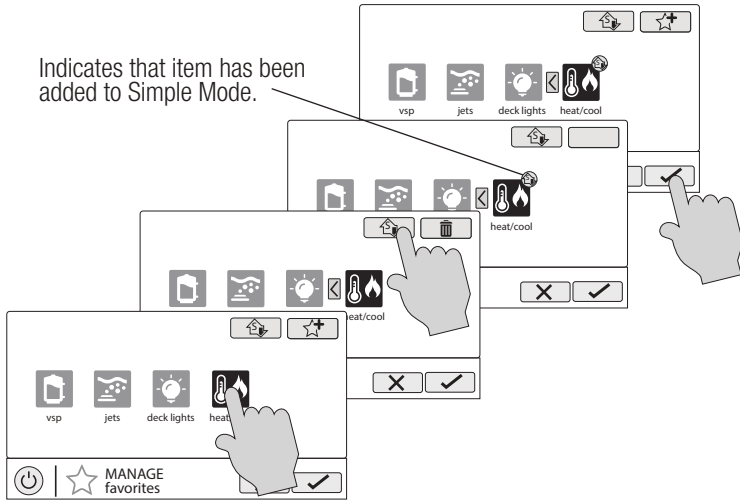 Indicates that item has been
added to Simple Mode.
S
vsp
jets
deck lights
heat/cool
S
heat/cool
S
eat/cool
S
vsp
jets
deck lights
heat
MANAGE
favorites